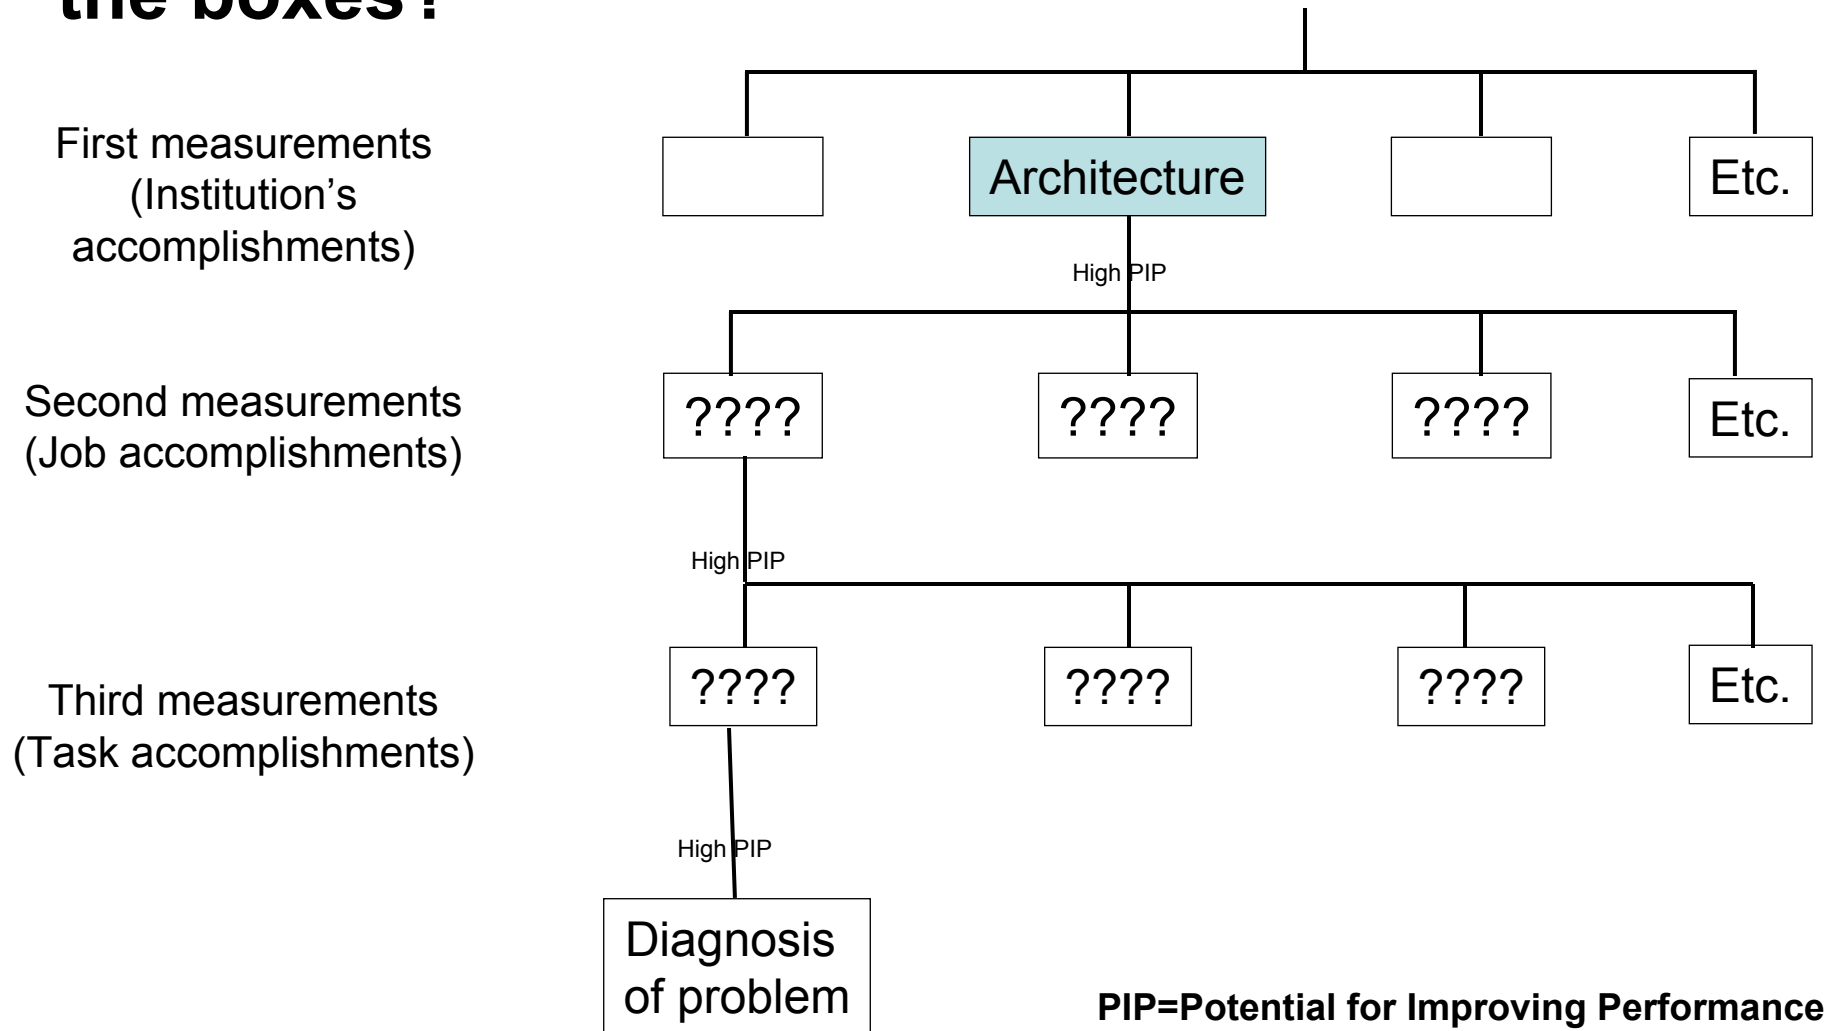 the boxes?
First measurements
(Institution’s
accomplishments)
Architecture
Etc.
High PIP
Second measurements
(Job accomplishments)
????
????
????
Etc.
High PIP
Third measurements
(Task accomplishments)
????
????
????
Etc.
High PIP
Diagnosis
of problem
PIP=Potential for Improving Performance